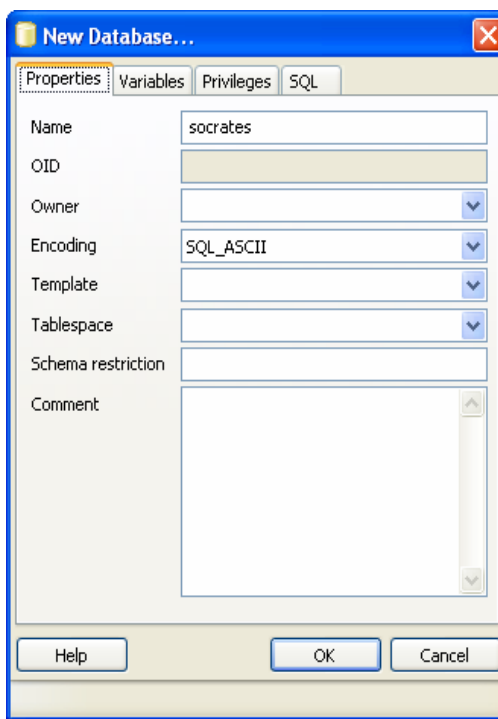 New Database...
Properties Variables Privileges SQL
Name socrates
OID
Owner
Encoding SQL_ASCII
Template
Tablespace
Schema restriction
Comment
Help OK Cancel